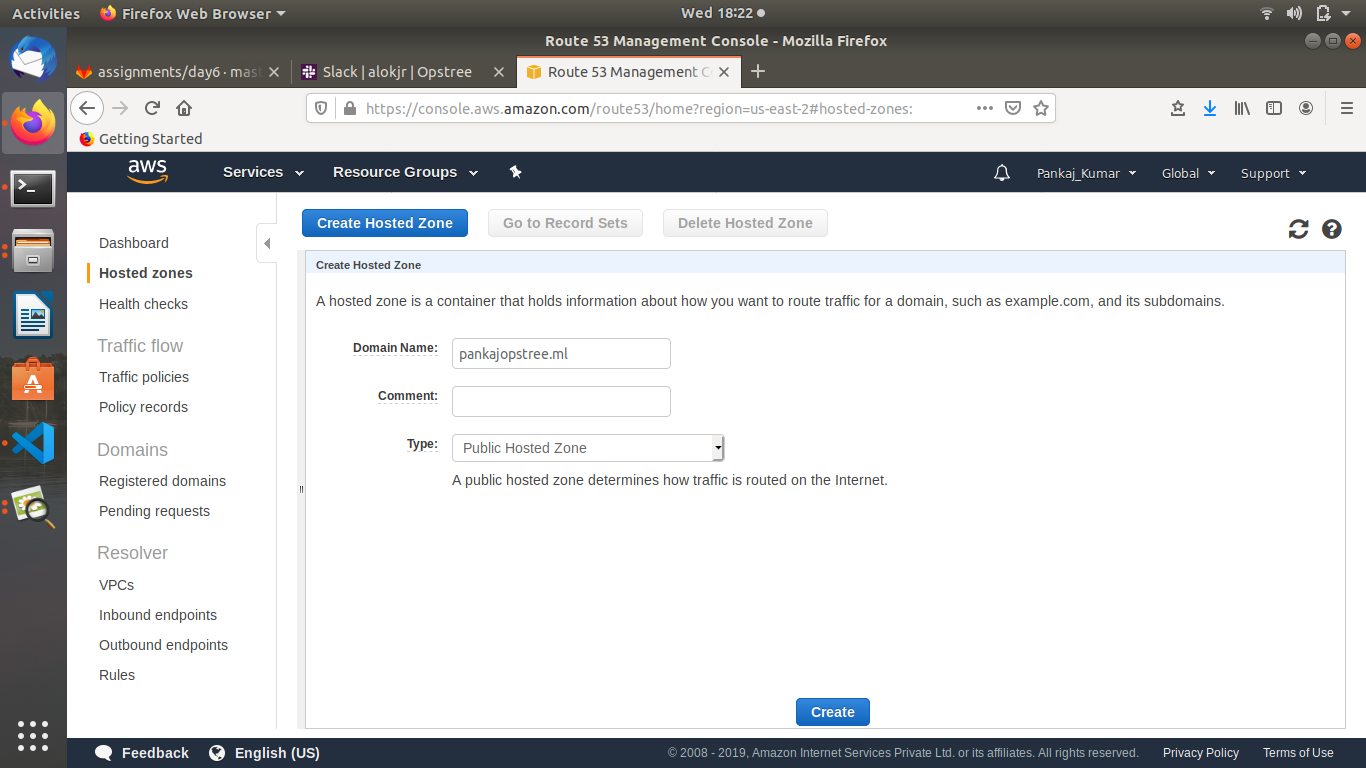 Activities Firefox Web Browser Wed 18:22
Route 53 Management Console - Mozilla Firefox
assignments/day6 · mast Slack | alokjr | Opstree Route 53 Management C
https://console.aws.amazon.com/route53/home?region=us-east-2#hosted-zones:
Getting Started
aws Services Resource Groups Pankaj_Kumar Global Support
Create Hosted Zone Go to Record Sets Delete Hosted Zone
Dashboard
Hosted zones
Health checks
Traffic flow
Traffic policies
Policy records
Domains
Registered domains
Pending requests
Resolver
VPCs
Inbound endpoints
Outbound endpoints
Rules
Create Hosted Zone
A hosted zone is a container that holds information about how you want to route traffic for a domain, such as example.com, and its subdomains.
Domain Name: pankajopstree.ml
Comment:
Type: Public Hosted Zone
A public hosted zone determines how traffic is routed on the Internet.
Create
Feedback English (US) © 2008 - 2019, Amazon Internet Services Private Ltd. or its affiliates. All rights reserved. Privacy Policy Terms of Use